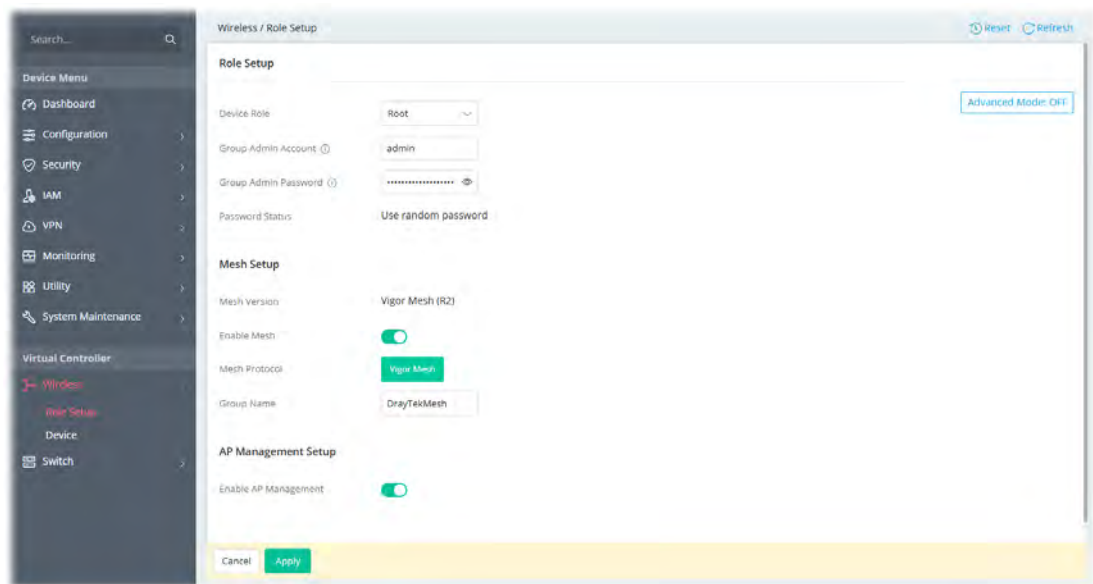 Search...
Wireless / Role Setup
Reset
Refresh
Device Menu
Dashboard
Configuration
Security
IAM
VPN
Monitoring
Utility
System Maintenance
Virtual Controller
Wireless
Role Setup
Device
Switch
Role Setup
Advanced Mode: OFF
Device Role
Root
Group Admin Account
admin
Group Admin Password
Password Status
Use random password
Mesh Setup
Mesh Version
Vigor Mesh (R2)
Enable Mesh
Mesh Protocol
Vigor Mesh
Group Name
DrayTekMesh
AP Management Setup
Enable AP Management
Cancel
Apply